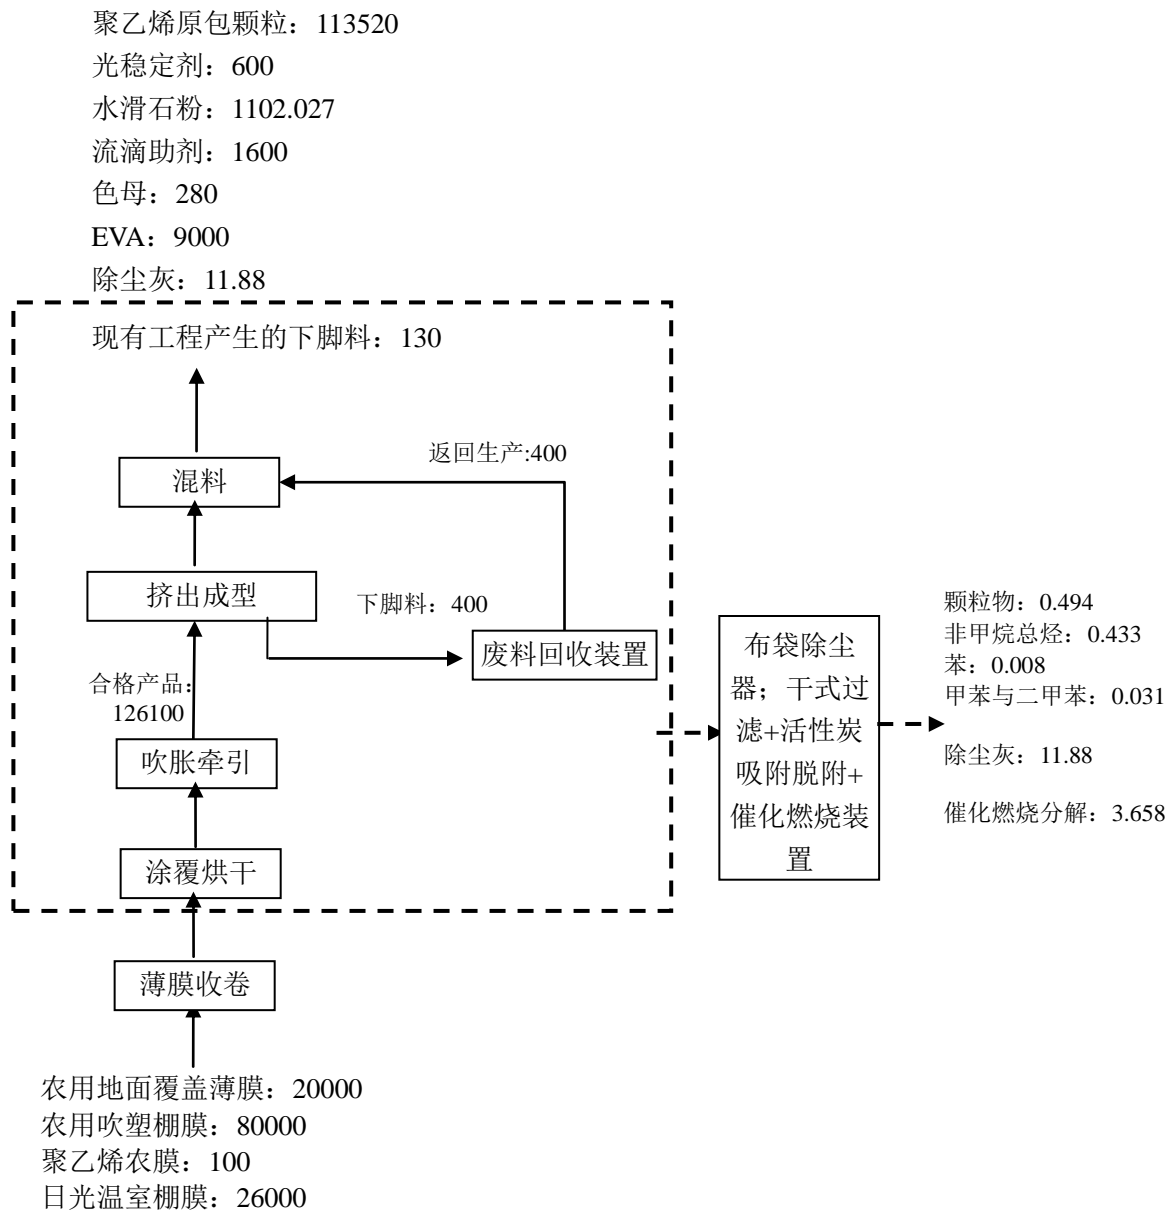 聚乙烯原包颗粒：113520
光稳定剂：600
水滑石粉：1102.027
流滴助剂：1600
色母：280
EVA：9000
除尘灰：11.88
现有工程产生的下脚料：130
返回生产:400
混料
挤出成型
下脚料：400
废料回收装置
合格产品：
126100
吹胀牵引
涂覆烘干
薄膜收卷
布袋除尘
器；干式过
滤+活性炭
吸附脱附+
催化燃烧装
置
颗粒物：0.494
非甲烷总烃：0.433
苯：0.008
甲苯与二甲苯：0.031
除尘灰：11.88
催化燃烧分解：3.658
农用地面覆盖薄膜：20000
农用吹塑棚膜：80000
聚乙烯农膜：100
日光温室棚膜：26000